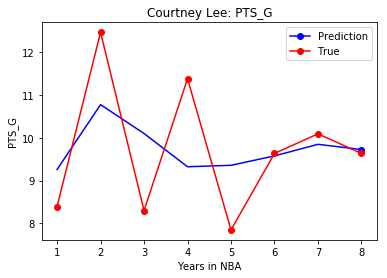 Courtney Lee: PTS_G
Prediction
True
12
11
10
9
8
PTS_G
1 2 3 4 5 6 7 8
Years in NBA